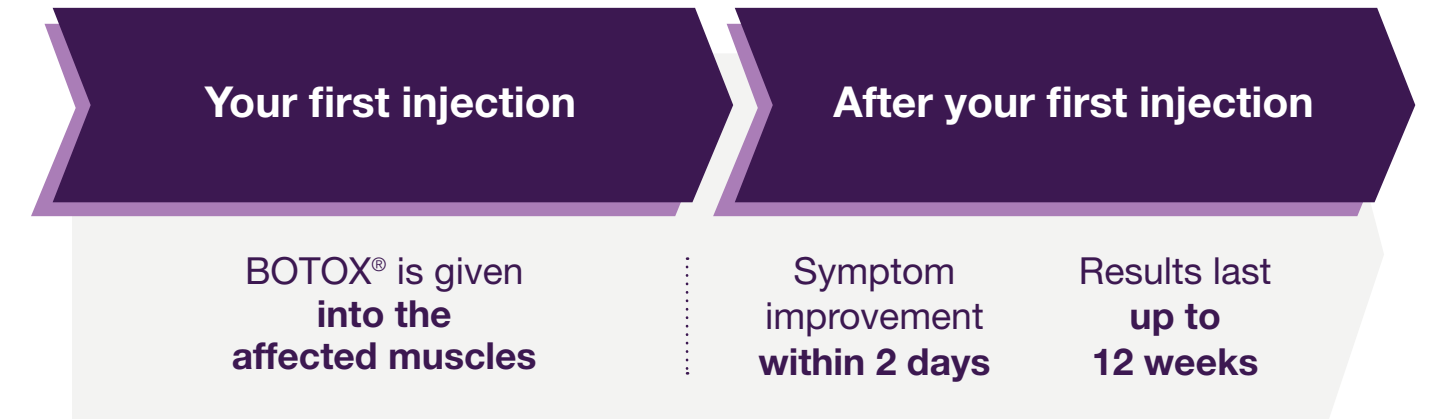 Your first injection
After your first injection
BOTOX® is given
into the
affected muscles
Symptom
improvement
within 2 days
Results last
up to
12 weeks